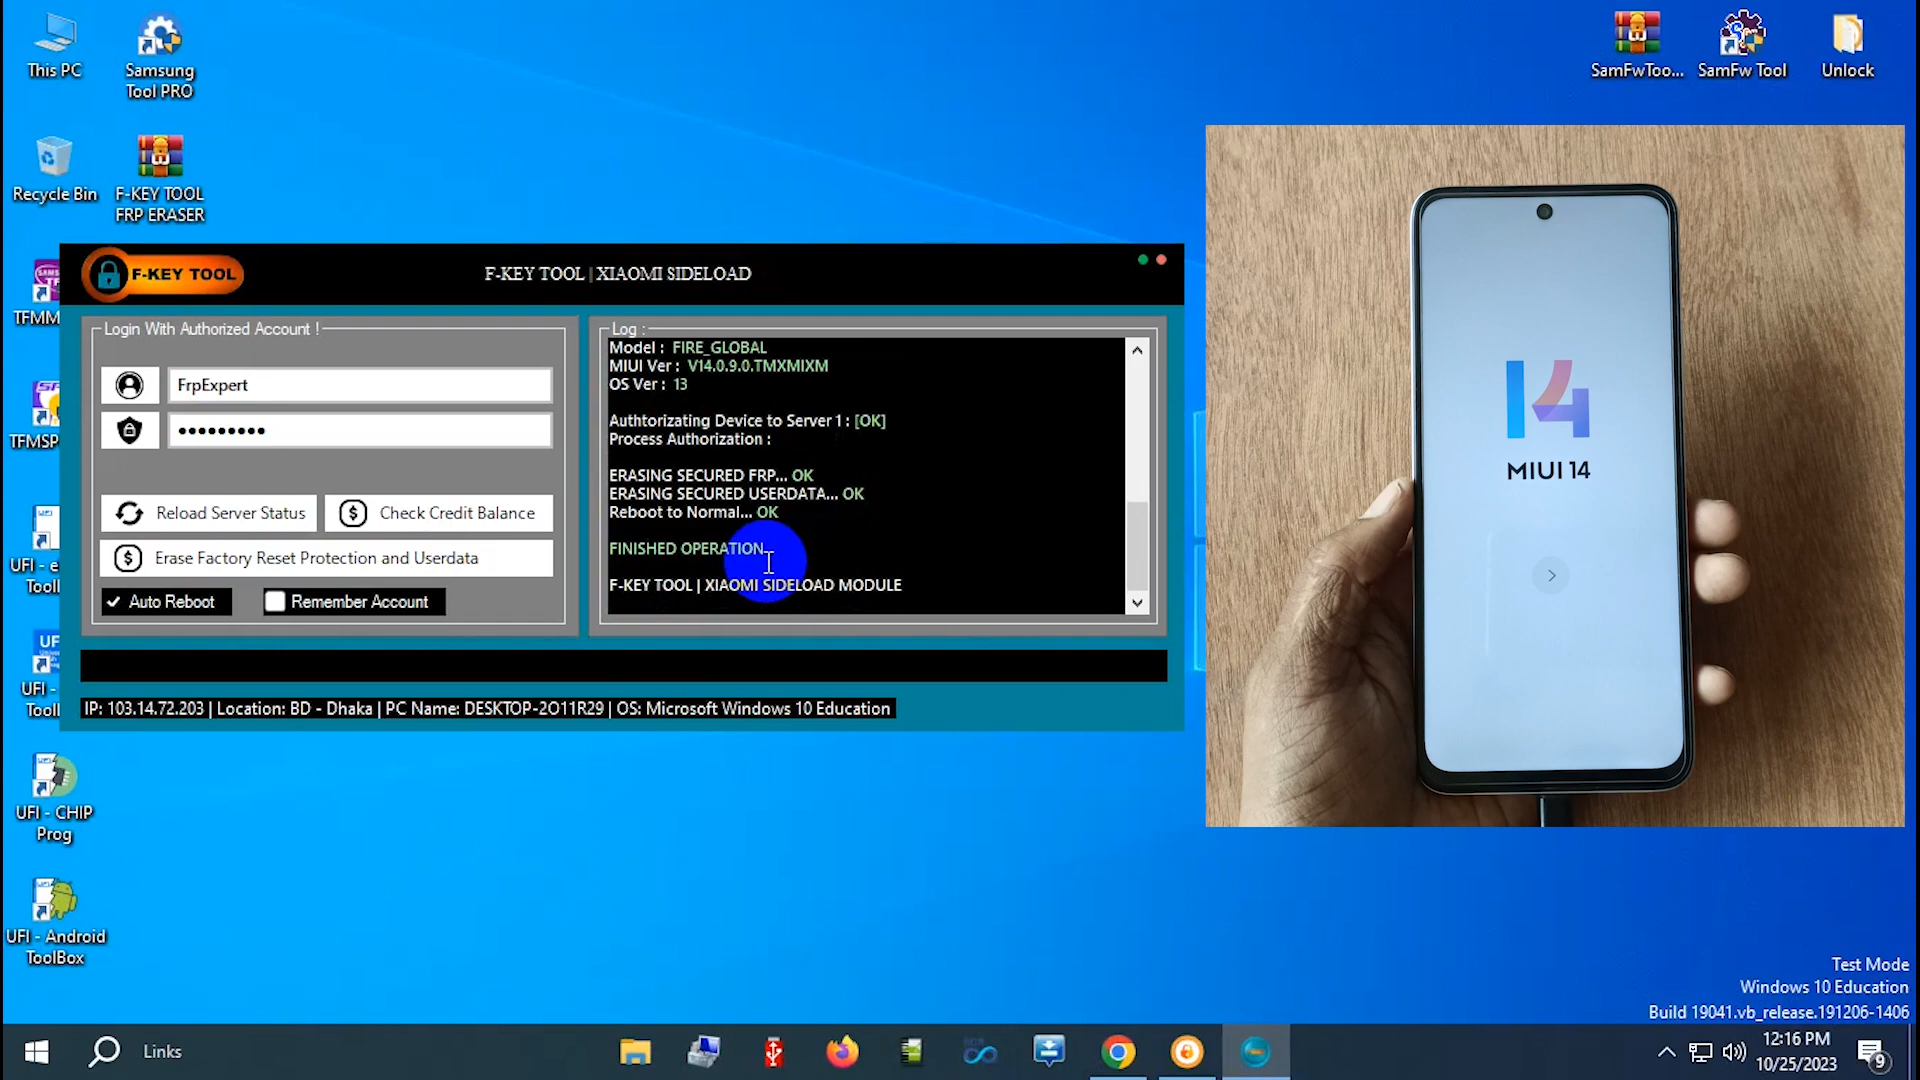 This PC
Samsung
Tool PRO
Recycle Bin
F-KEY TOOL
FRP ERASER
SamFwToo...
SamFw Tool
Unlock
F-KEY TOOL
F-KEY TOOL | XIAOMI SIDELOAD
Login With Authorized Account !
FrpExpert
•••••••••
Reload Server Status
Check Credit Balance
Erase Factory Reset Protection and Userdata
Auto Reboot
Remember Account
Log :
Model : FIRE_GLOBAL
MIUI Ver : V14.0.9.0.TMXMIXM
OS Ver : 13
Authtorizating Device to Server 1 : [OK]
Process Authorization :
ERASING SECURED FRP... OK
ERASING SECURED USERDATA... OK
Reboot to Normal... OK
FINISHED OPERATION
F-KEY TOOL | XIAOMI SIDELOAD MODULE
IP: 103.14.72.203 | Location: BD - Dhaka | PC Name: DESKTOP-2O11R29 | OS: Microsoft Windows 10 Education
14
MIUI 14
TFMM
TFMSP
UFI - e
Tooll
UFI -
Tooll
UFI - CHIP
Prog
UFI - Android
ToolBox
Test Mode
Windows 10 Education
Build 19041.vb_release.191206-1406
Links
12:16 PM
10/25/2023
9